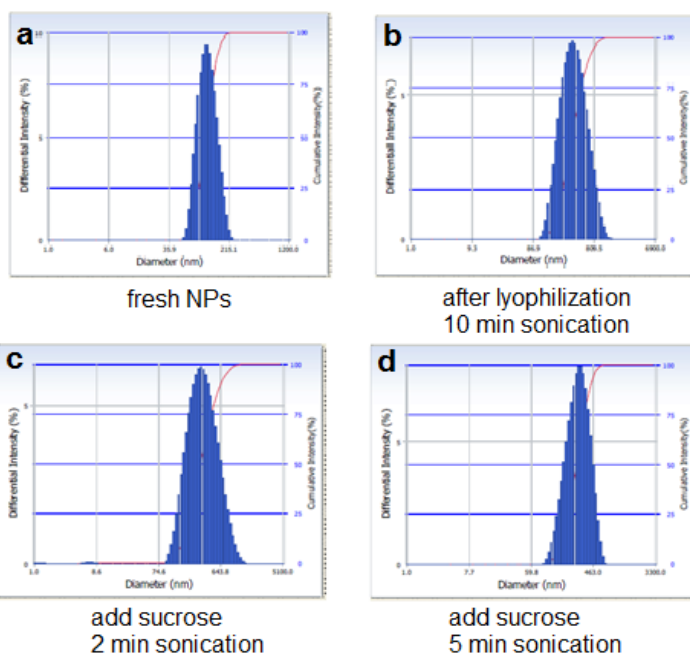 a
10
5
0
100
75
50
25
0
Differential Intensity (%)
Cumulative Intensity(%)
1.0
6.0
35.9
215.1
1200.0
Diameter (nm)
fresh NPs
b
5
0
100
75
50
25
0
Differential Intensity (%)
Cumulative Intensity(%)
1.0
9.3
86.9
809.5
6900.0
Diameter (nm)
after lyophilization
10 min sonication
c
5
0
100
75
50
25
0
Differential Intensity (%)
Cumulative Intensity(%)
1.0
8.6
74.6
643.8
5100.0
Diameter (nm)
add sucrose
2 min sonication
d
5
0
100
75
50
25
0
Differential Intensity (%)
Cumulative Intensity(%)
1.0
7.7
59.8
463.0
3300.0
Diameter (nm)
add sucrose
5 min sonication